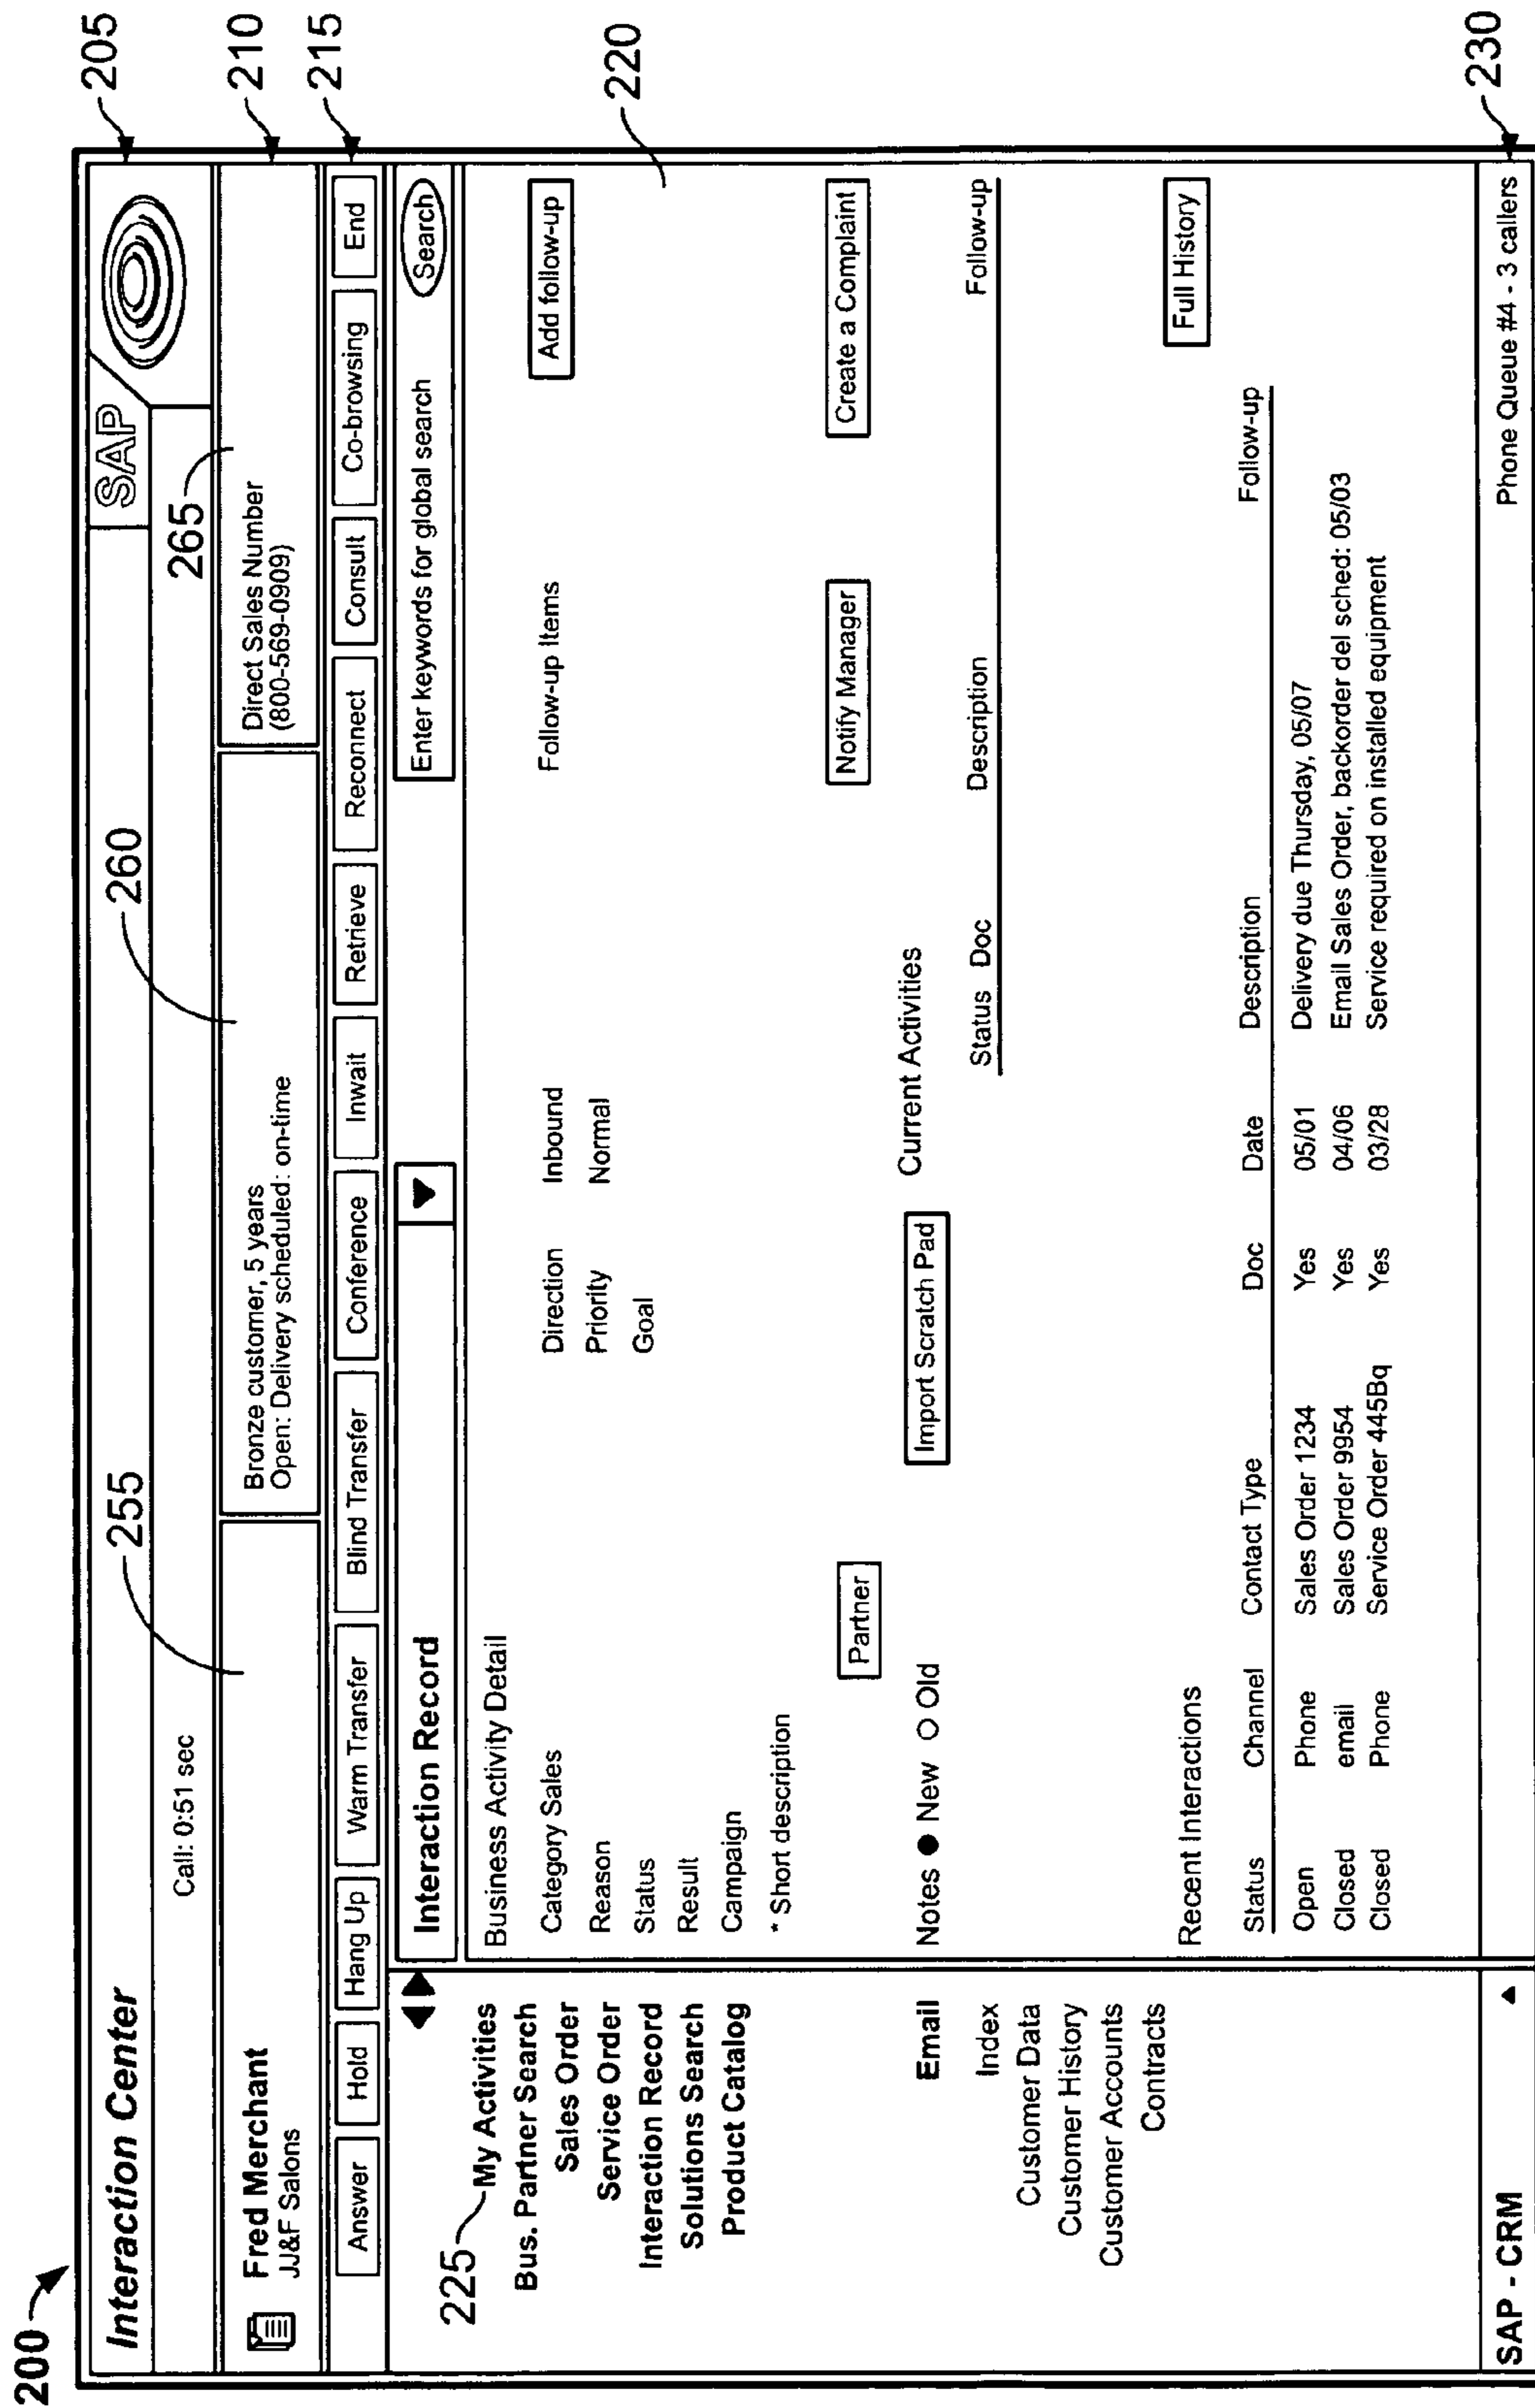 200
Interaction Center
SAP
205
Call: 0:51 sec
255
260
265
Fred Merchant
JJ&F Salons
Bronze customer, 5 years
Open: Delivery scheduled: on-time
Direct Sales Number
(800-569-0909)
210
Answer Hold Hang Up Warm Transfer Blind Transfer Conference Inwait Retrieve Reconnect Consult Co-browsing End
215
Interaction Record
Enter keywords for global search Search
225
My Activities
Bus. Partner Search
Sales Order
Service Order
Interaction Record
Solutions Search
Product Catalog
Email
Index
Customer Data
Customer History
Customer Accounts
Contracts
Business Activity Detail
Category Sales Direction Inbound Follow-up Items Add follow-up
Reason Priority Normal
Status Goal
Result
Campaign
* Short description
220
Partner Notify Manager Create a Complaint
Notes New Old Import Scratch Pad Current Activities
Status Doc Description Follow-up
Recent Interactions Full History
Status Channel Contact Type Doc Date Description Follow-up
Open Phone Sales Order 1234 Yes 05/01 Delivery due Thursday, 05/07
Closed email Sales Order 9954 Yes 04/06 Email Sales Order, backorder del sched: 05/03
Closed Phone Service Order 445Bq Yes 03/28 Service required on installed equipment
SAP - CRM Phone Queue #4 - 3 callers
230